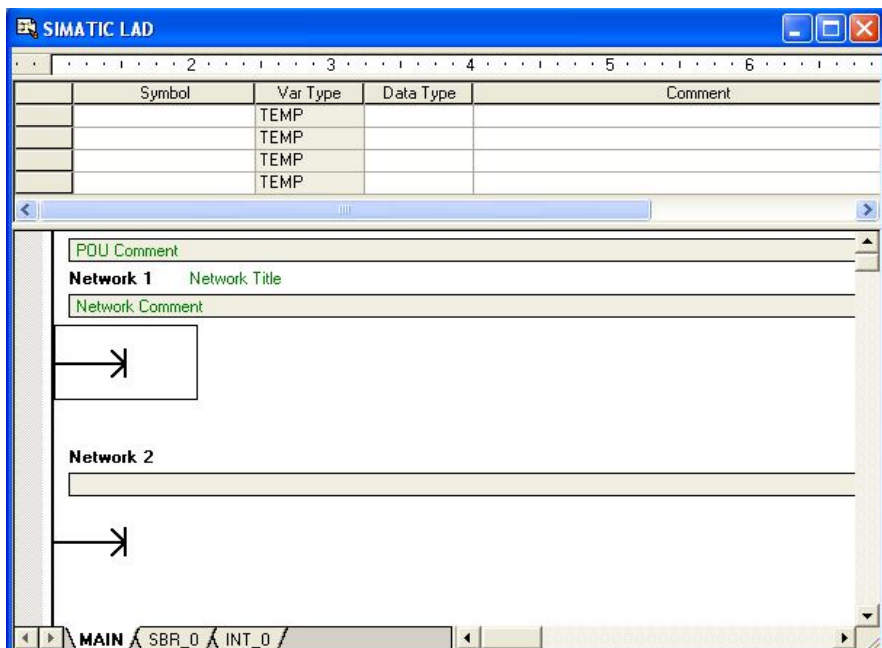 SIMATIC LAD
2 3 4 5 6
Symbol Var Type Data Type Comment
TEMP
TEMP
TEMP
TEMP
POU Comment
Network 1 Network Title
Network Comment
Network 2
MAIN SBR_0 INT_0